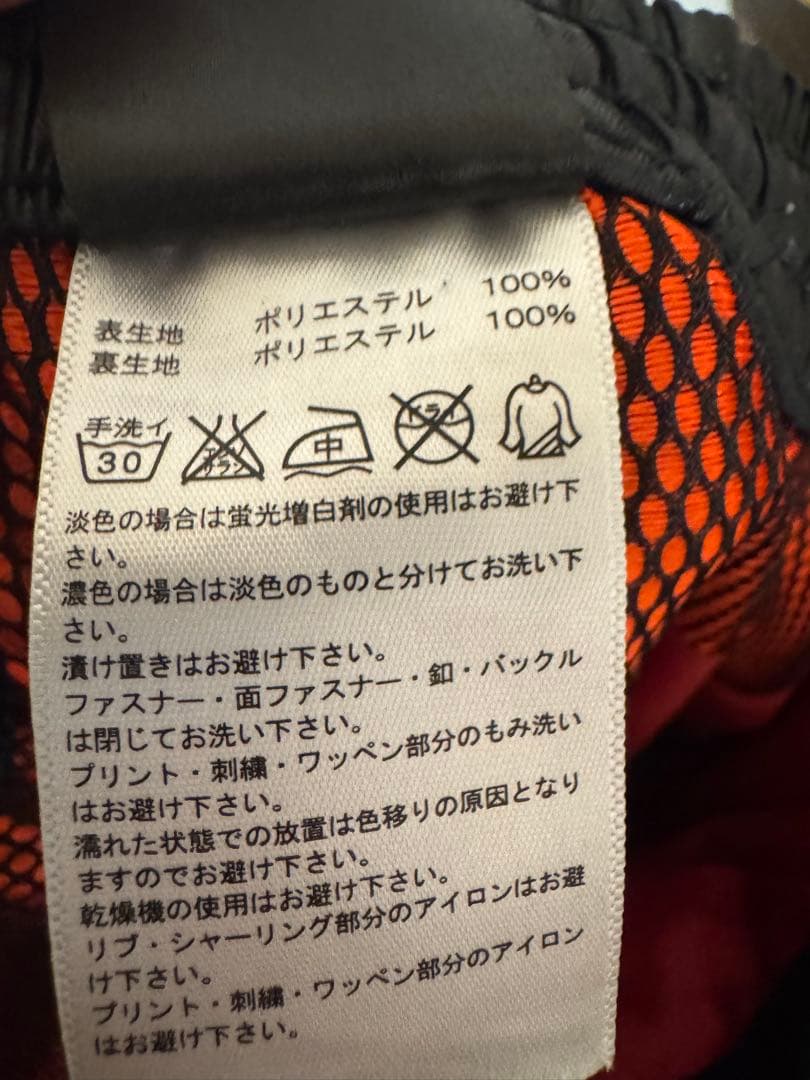 表生地 ポリエステル 100%
裏生地 ポリエステル 100%
手洗イ 30 エンソサラシ 中 ドライ
淡色の場合は蛍光増白剤の使用はお避け下
さい。
濃色の場合は淡色のものと分けてお洗い下
さい。
漬け置きはお避け下さい。
ファスナー・面ファスナー・釦・バックル
は閉じてお洗い下さい。
プリント・刺繍・ワッペン部分のもみ洗い
はお避け下さい。
濡れた状態での放置は色移りの原因となり
ますのでお避け下さい。
乾燥機の使用はお避け下さい。
リブ・シャーリング部分のアイロンはお避
け下さい。
プリント・刺繍・ワッペン部分のアイロン
はお避け下さい。